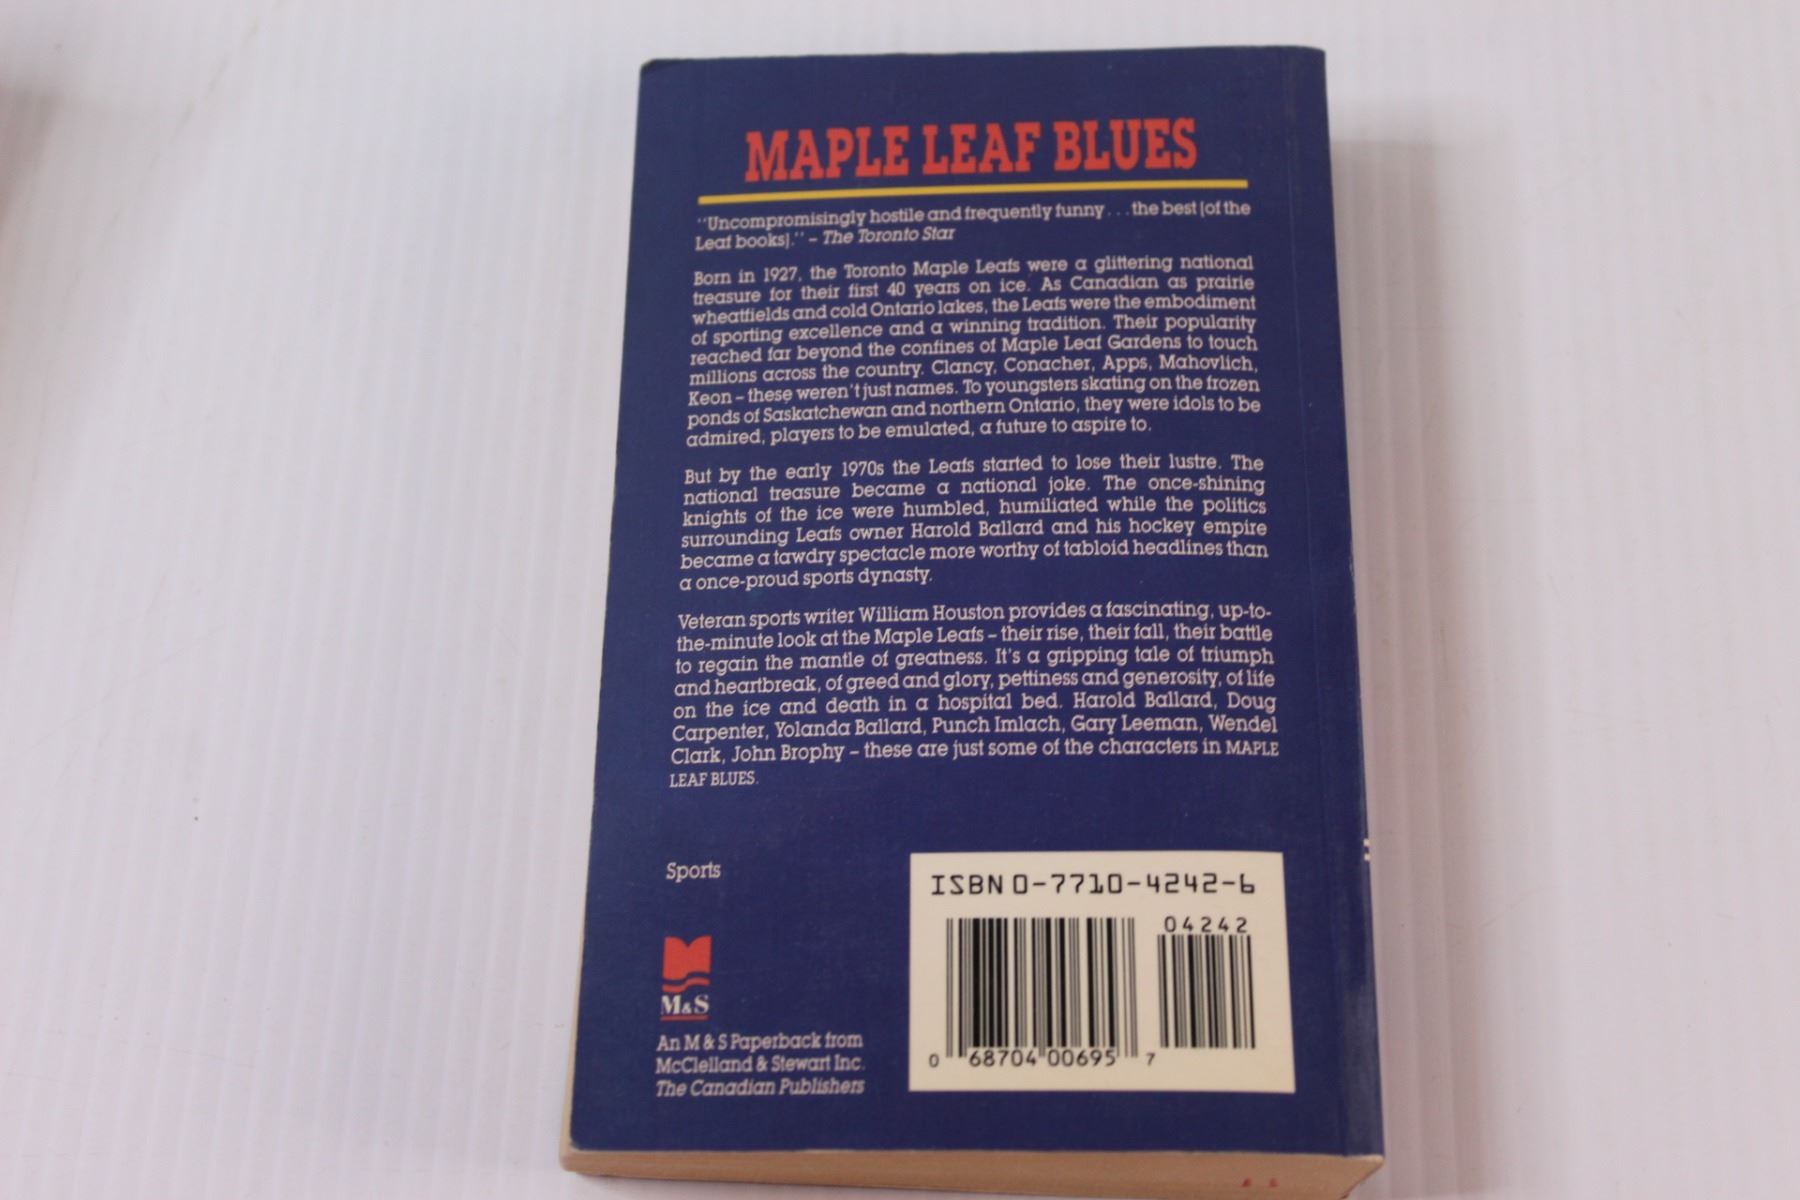 MAPLE LEAF BLUES
"Uncompromisingly hostile and frequently funny...the best [of the
Leaf books]." – The Toronto Star
Born in 1927, the Toronto Maple Leafs were a glittering national
treasure for their first 40 years on ice. As Canadian as prairie
wheatfields and cold Ontario lakes, the Leafs were the embodiment
of sporting excellence and a winning tradition. Their popularity
reached far beyond the confines of Maple Leaf Gardens to touch
millions across the country. Clancy, Conacher, Apps, Mahovlich,
Keon – these weren't just names. To youngsters skating on the frozen
ponds of Saskatchewan and northern Ontario, they were idols to be
admired, players to be emulated, a future to aspire to.
But by the early 1970s the Leafs started to lose their lustre. The
national treasure became a national joke. The once-shining
knights of the ice were humbled, humiliated while the politics
surrounding Leafs owner Harold Ballard and his hockey empire
became a tawdry spectacle more worthy of tabloid headlines than
a once-proud sports dynasty.
Veteran sports writer William Houston provides a fascinating, up-to-
the-minute look at the Maple Leafs – their rise, their fall, their battle
to regain the mantle of greatness. It's a gripping tale of triumph
and heartbreak, of greed and glory, pettiness and generosity, of life
on the ice and death in a hospital bed. Harold Ballard, Doug
Carpenter, Yolanda Ballard, Punch Imlach, Gary Leeman, Wendel
Clark, John Brophy – these are just some of the characters in MAPLE
LEAF BLUES.
Sports
M&S
An M & S Paperback from
McClelland & Stewart Inc.
The Canadian Publishers
ISBN 0-7710-4242-6
04242
0 68704 00695 7